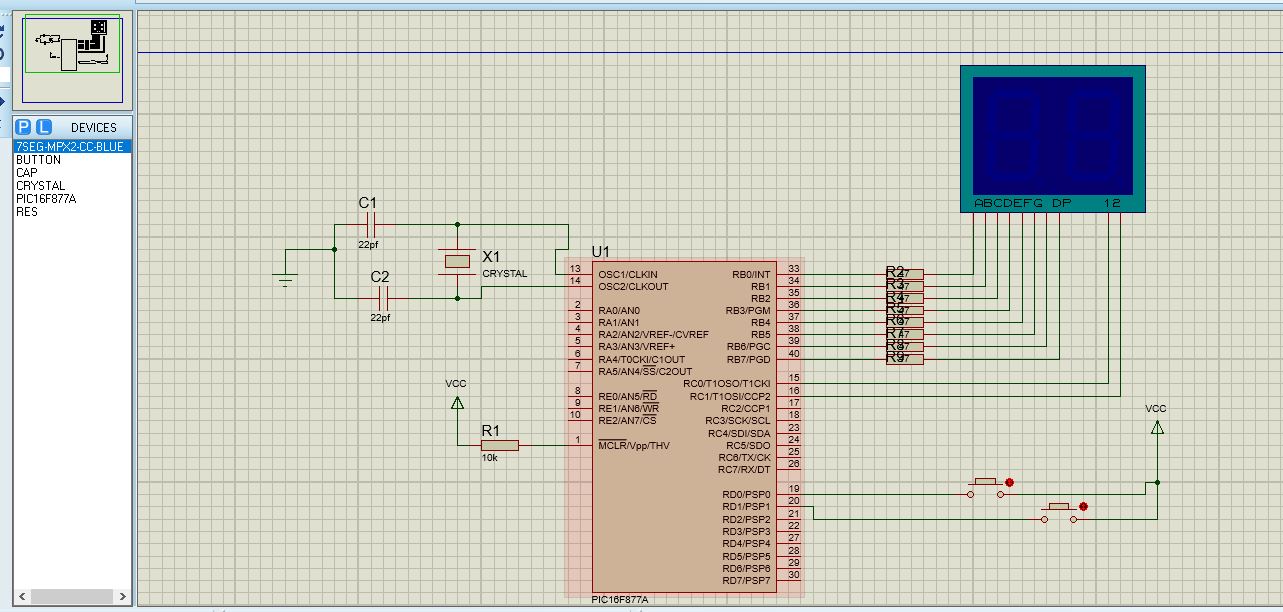 P L DEVICES
7SEG-MPX2-CC-BLUE
BUTTON
CAP
CRYSTAL
PIC16F877A
RES
ABCDEFG DP 12
C1
22pf
C2
22pf
X1
CRYSTAL
U1
13 OSC1/CLKIN
14 OSC2/CLKOUT
2 RA0/AN0
3 RA1/AN1
4 RA2/AN2/VREF-/CVREF
5 RA3/AN3/VREF+
6 RA4/T0CKI/C1OUT
7 RA5/AN4/SS/C2OUT
8 RE0/AN5/RD
9 RE1/AN6/WR
10 RE2/AN7/CS
1 MCLR/Vpp/THV
RB0/INT 33
RB1 34
RB2 35
RB3/PGM 36
RB4 37
RB5 38
RB6/PGC 39
RB7/PGD 40
RC0/T1OSO/T1CKI 15
RC1/T1OSI/CCP2 16
RC2/CCP1 17
RC3/SCK/SCL 18
RC4/SDI/SDA 23
RC5/SDO 24
RC6/TX/CK 25
RC7/RX/DT 26
RD0/PSP0 19
RD1/PSP1 20
RD2/PSP2 21
RD3/PSP3 22
RD4/PSP4 27
RD5/PSP5 28
RD6/PSP6 29
RD7/PSP7 30
PIC16F877A
VCC
R1
10k
R2
R3
R4
R5
R6
R7
R8
R9
VCC